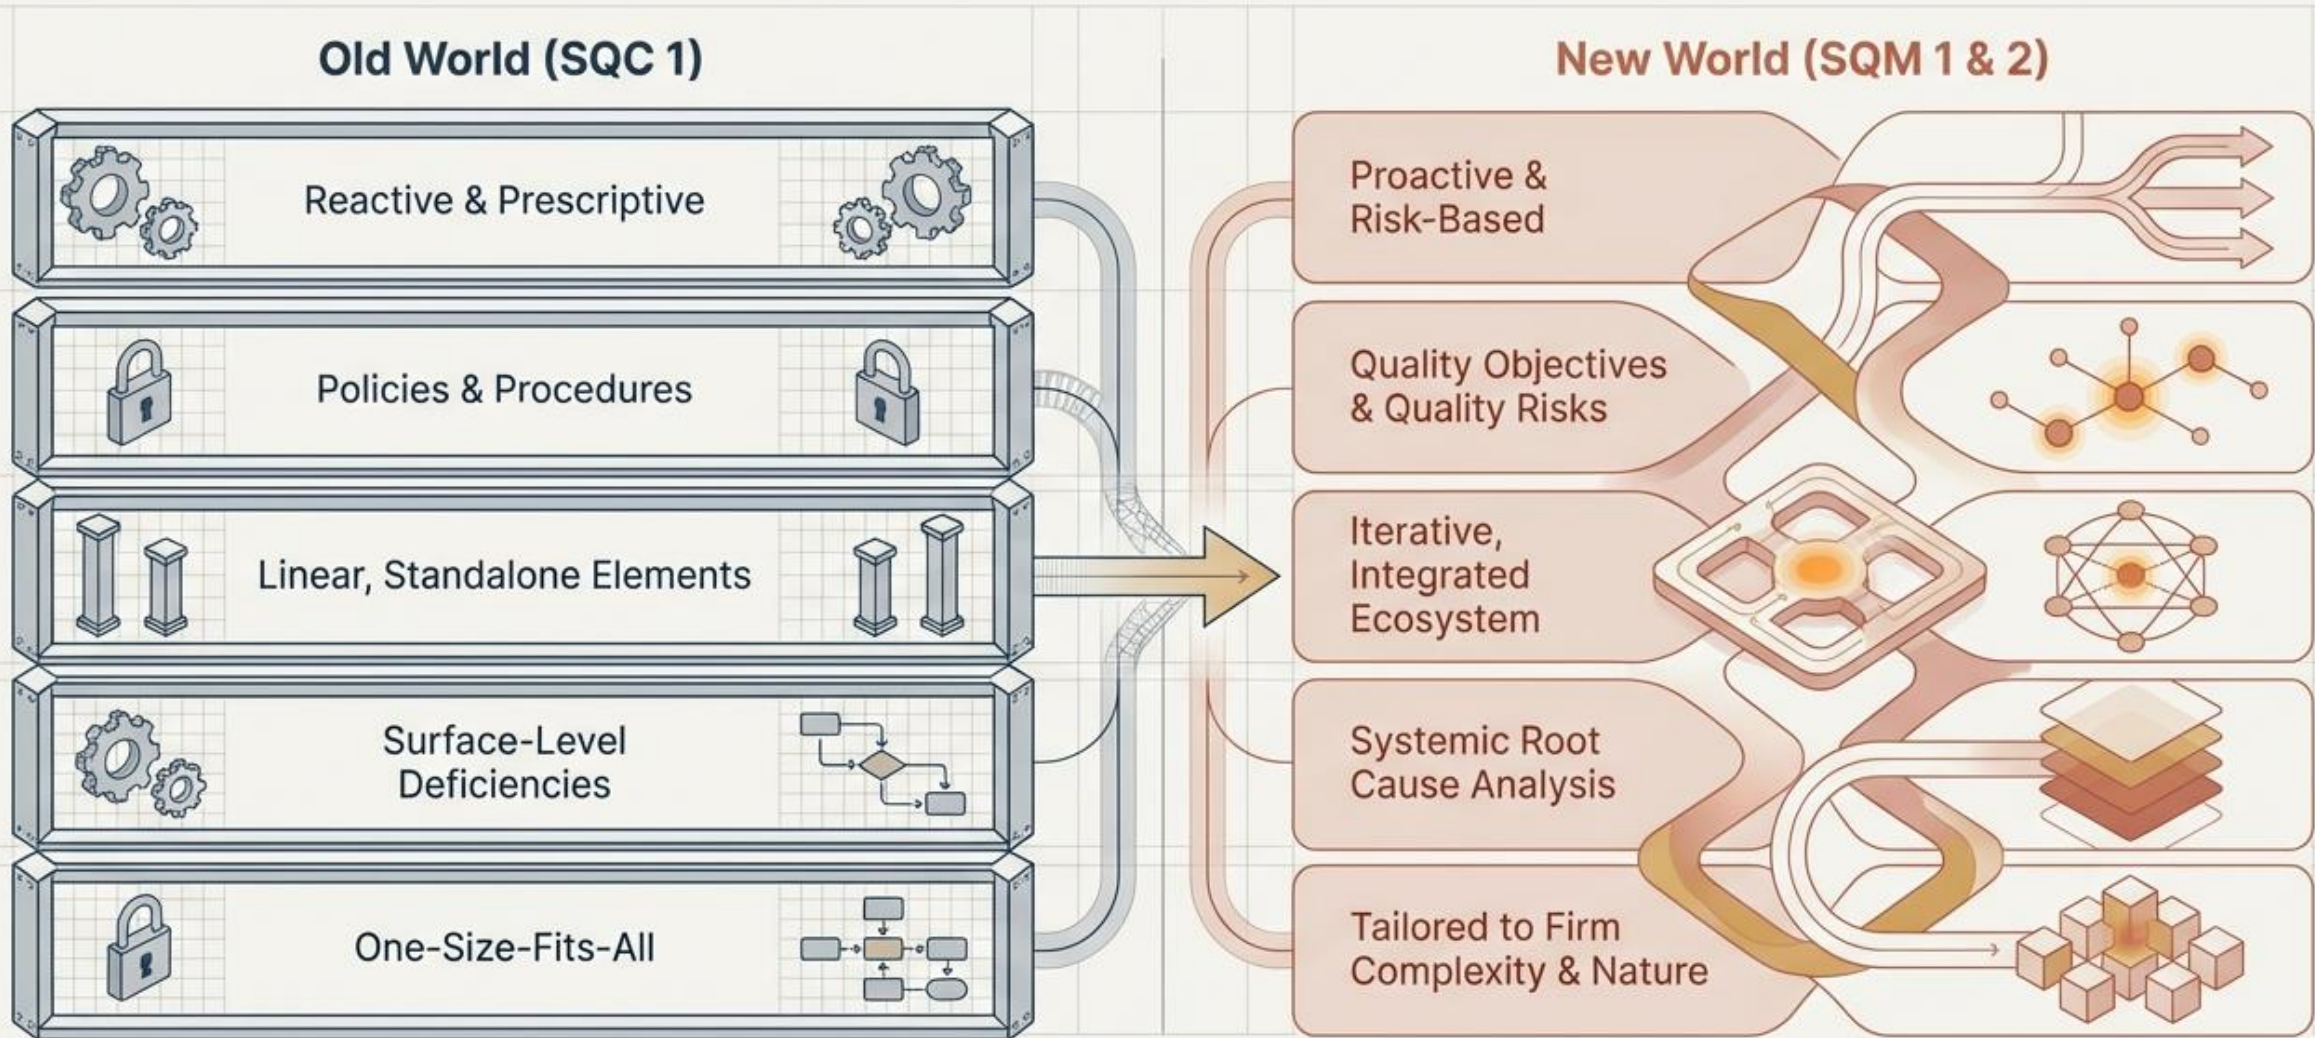 Old World (SQC 1)
Reactive & Prescriptive
Policies & Procedures
Linear, Standalone Elements
Surface-Level
Deficiencies
One-Size-Fits-All
New World (SQM 1 & 2)
Proactive &
Risk-Based
Quality Objectives
& Quality Risks
Iterative,
Integrated
Ecosystem
Systemic Root
Cause Analysis
Tailored to Firm
Complexity & Nature